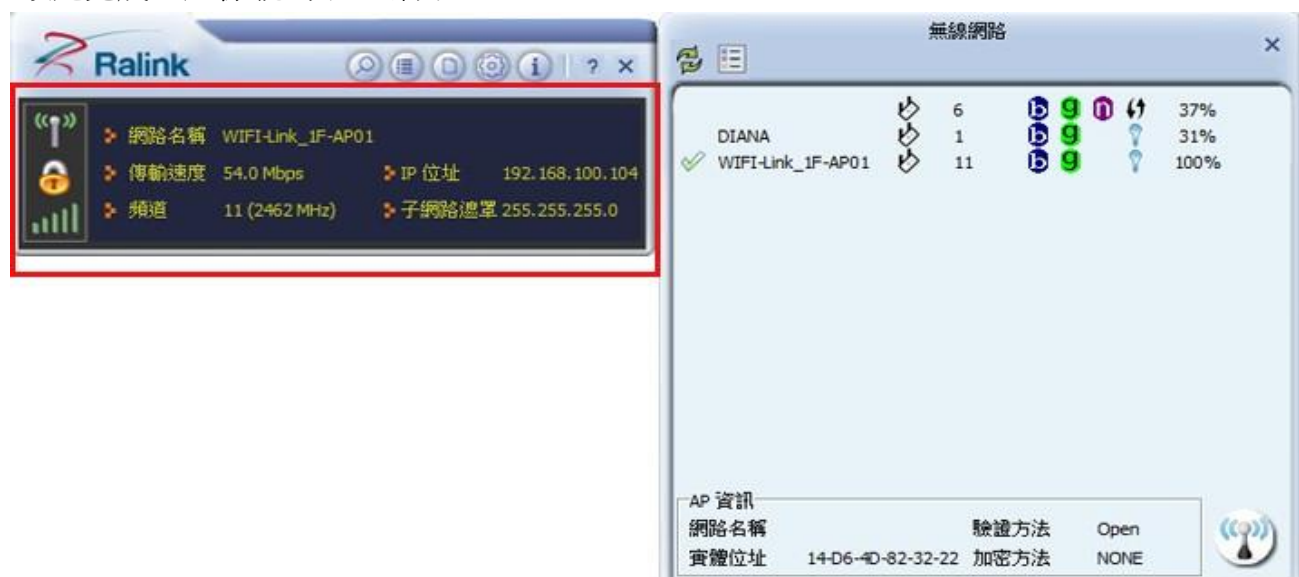 Ralink
? ×
網路名稱 WIFI-Link_1F-AP01
傳輸速度 54.0 Mbps IP 位址 192.168.100.104
頻道 11 (2462 MHz) 子網路遮罩 255.255.255.0
無線網路 ×
6 b g n 37%
DIANA 1 b g 31%
WIFI-Link_1F-AP01 11 b g 100%
AP 資訊
網路名稱 驗證方法 Open
實體位址 14-D6-4D-82-32-22 加密方法 NONE